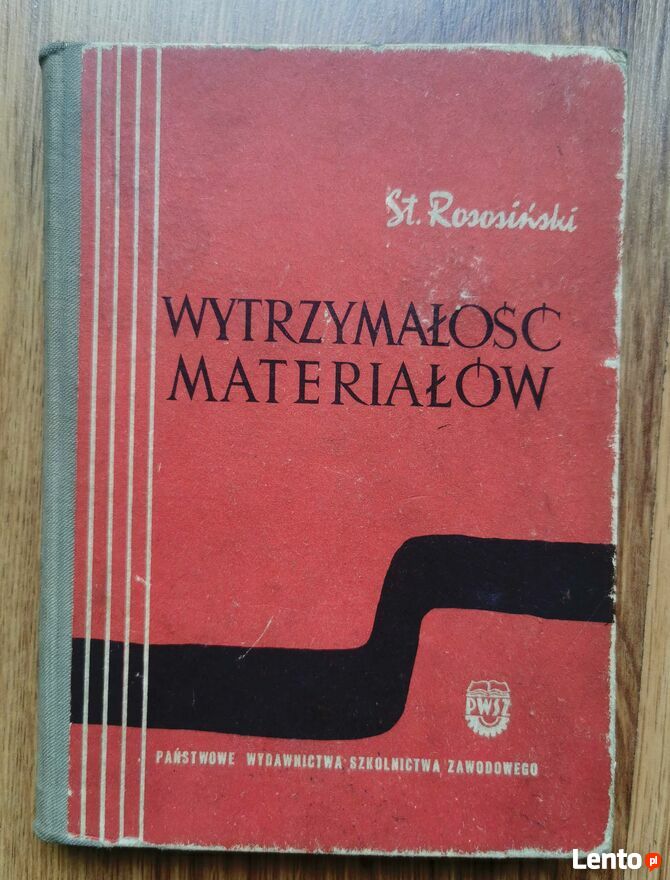 St. Rososiński
WYTRZYMAŁOŚĆ
MATERIAŁÓW
PWSZ
PAŃSTWOWE WYDAWNICTWA SZKOLNICTWA ZAWODOWEGO
Lento.pl